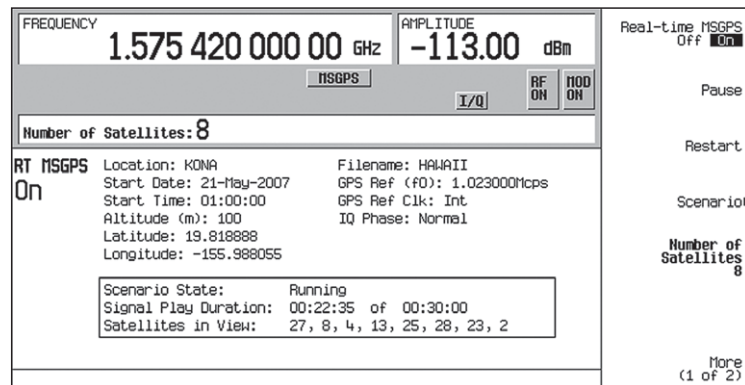 FREQUENCY
1.575 420 000 00 GHz
AMPLITUDE
-113.00 dBm
MSGPS
I/Q
RF ON
MOD ON
Number of Satellites: 8
RT MSGPS
On
Location: KONA
Start Date: 21-May-2007
Start Time: 01:00:00
Altitude (m): 100
Latitude: 19.818888
Longitude: -155.988055
Filename: HAWAII
GPS Ref (f0): 1.023000Mcps
GPS Ref Clk: Int
IQ Phase: Normal
Scenario State: Running
Signal Play Duration: 00:22:35 of 00:30:00
Satellites in View: 27, 8, 4, 13, 25, 28, 23, 2
Real-time MSGPS
Off On
Pause
Restart
Scenario
Number of
Satellites
8
More
(1 of 2)